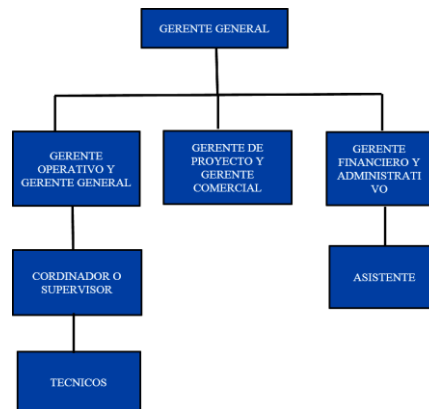 GERENTE GENERAL
GERENTE
OPERATIVO Y
GERENTE GENERAL
GERENTE DE
PROYECTO Y
GERENTE
COMERCIAL
GERENTE
FINANCIERO Y
ADMINISTRATI
VO
CORDINADOR O
SUPERVISOR
ASISTENTE
TECNICOS